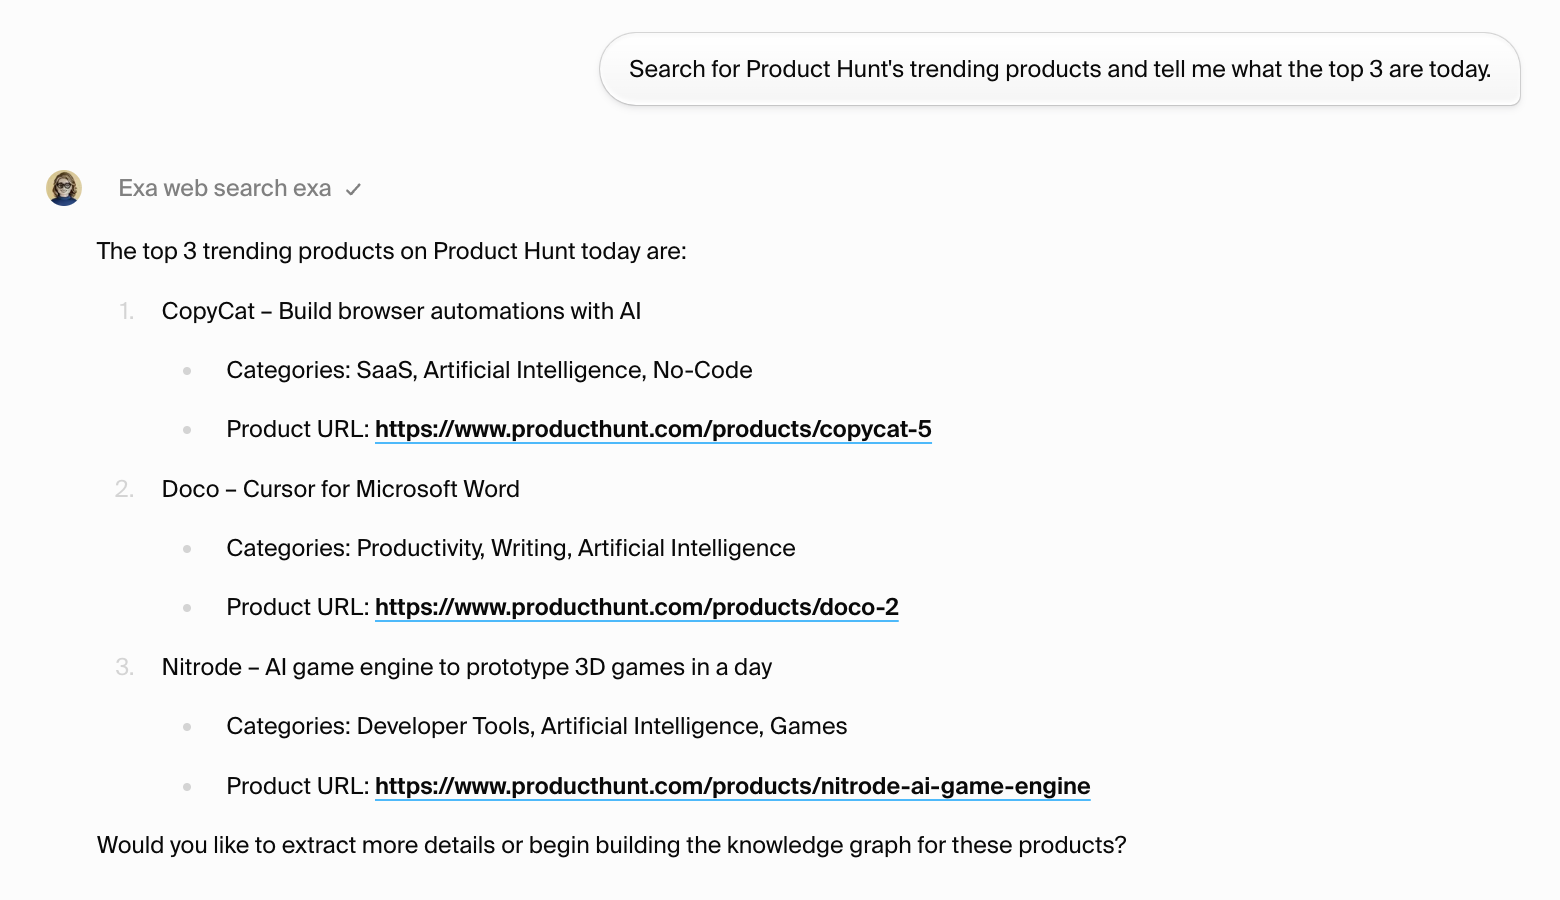 Search for Product Hunt's trending products and tell me what the top 3 are today.
Exa web search exa
The top 3 trending products on Product Hunt today are:
1. CopyCat – Build browser automations with AI
• Categories: SaaS, Artificial Intelligence, No-Code
• Product URL: https://www.producthunt.com/products/copycat-5
2. Doco – Cursor for Microsoft Word
• Categories: Productivity, Writing, Artificial Intelligence
• Product URL: https://www.producthunt.com/products/doco-2
3. Nitrode – AI game engine to prototype 3D games in a day
• Categories: Developer Tools, Artificial Intelligence, Games
• Product URL: https://www.producthunt.com/products/nitrode-ai-game-engine
Would you like to extract more details or begin building the knowledge graph for these products?